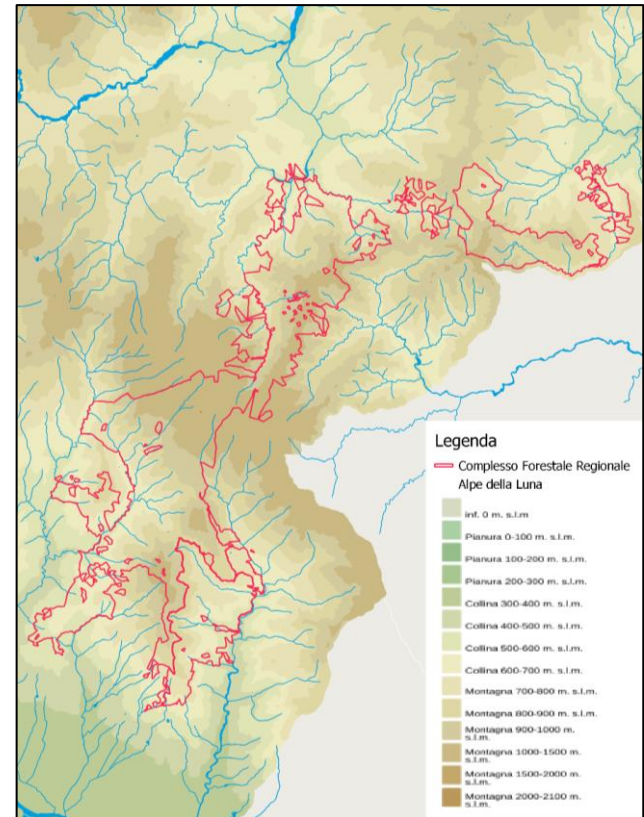 Legenda
Complesso Forestale Regionale
Alpe della Luna
inf. 0 m. s.l.m
Pianura 0-100 m. s.l.m.
Pianura 100-200 m. s.l.m.
Pianura 200-300 m. s.l.m.
Collina 300-400 m. s.l.m.
Collina 400-500 m. s.l.m.
Collina 500-600 m. s.l.m.
Collina 600-700 m. s.l.m.
Montagna 700-800 m. s.l.m.
Montagna 800-900 m. s.l.m.
Montagna 900-1000 m.
s.l.m.
Montagna 1000-1500 m.
s.l.m.
Montagna 1500-2000 m.
s.l.m.
Montagna 2000-2100 m.
s.l.m.